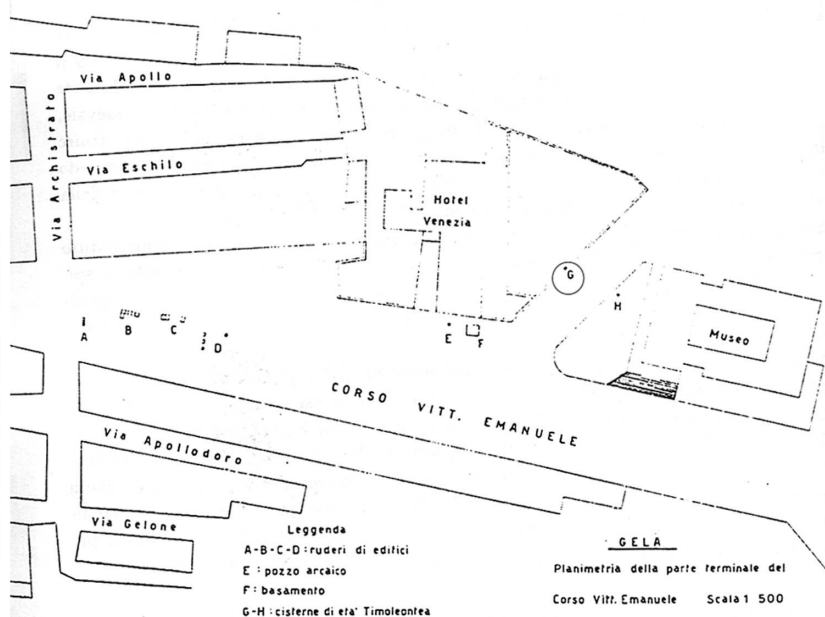 Via Apollo
Via Archistrato
Via Eschilo
Hotel
Venezia
G
H
Museo
A
B
C
D
E
F
CORSO VITT. EMANUELE
Via Apollodoro
Via Gelone
Leggenda
A-B-C-D: ruderi di edifici
E: pozzo arcaico
F: basamento
G-H: cisterne di eta' Timoleontea
GELA
Planimetria della parte terminale del
Corso Vitt. Emanuele Scala 1 500